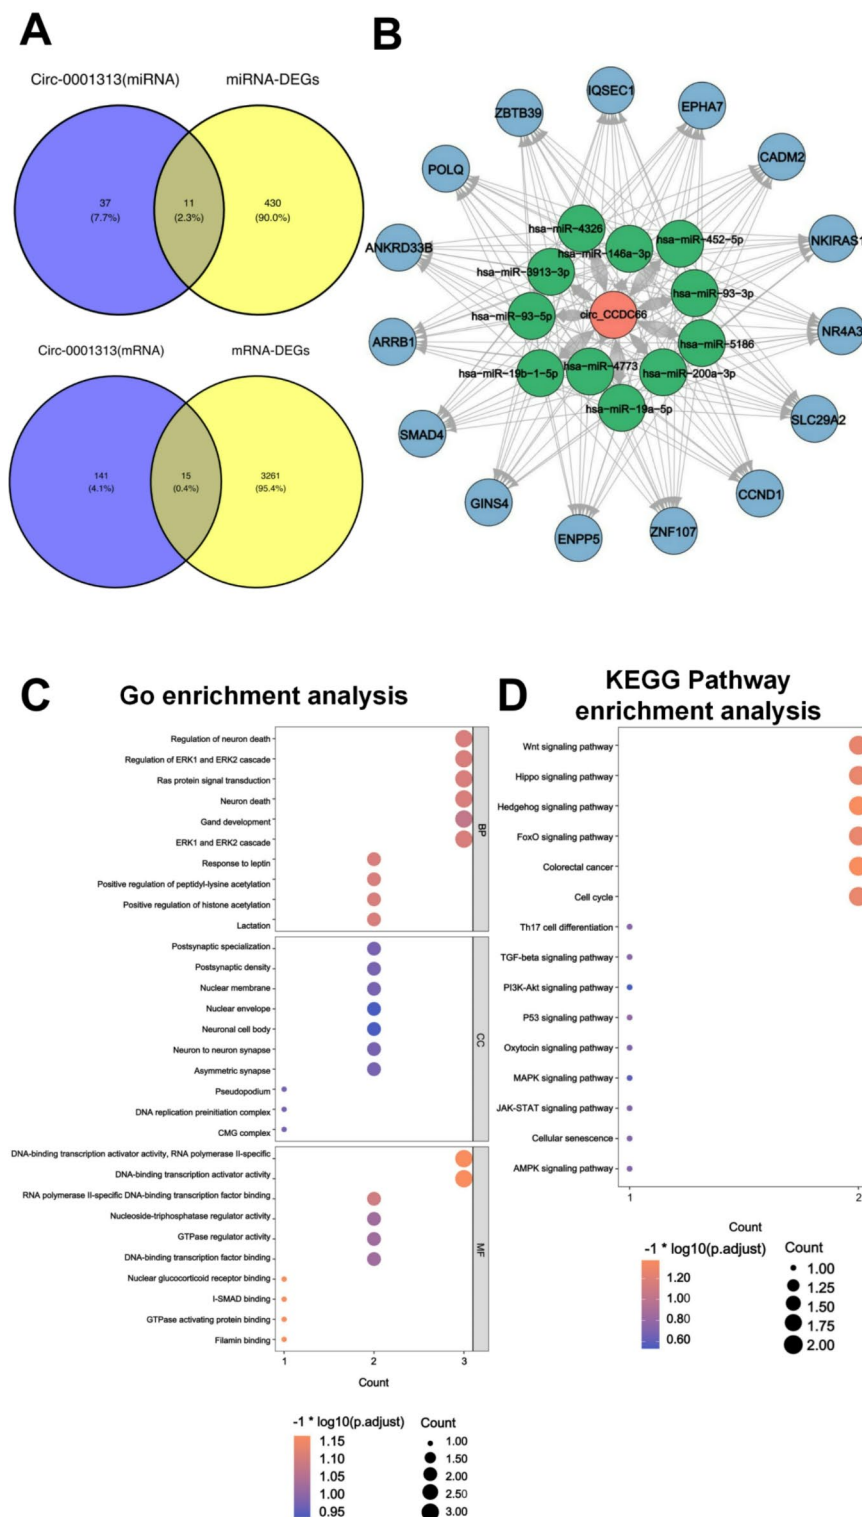 A
Circ-0001313(miRNA)
miRNA-DEGs
37
(7.7%)
11
(2.3%)
430
(90.0%)
Circ-0001313(mRNA)
mRNA-DEGs
141
(4.1%)
15
(0.4%)
3261
(95.4%)
B
IQSEC1
EPHA7
ZBTB39
CADM2
POLQ
NKIRAS1
ANKRD33B
NR4A3
ARRB1
SLC29A2
SMAD4
CCND1
GINS4
ZNF107
ENPP5
hsa-miR-4326
hsa-miR-452-5p
hsa-miR-146a-3p
hsa-miR-3913-3p
hsa-miR-93-3p
hsa-miR-93-5p
circ_CCDC66
hsa-miR-5186
hsa-miR-4773
hsa-miR-19b-1-5p
hsa-miR-200a-3p
hsa-miR-19a-5p
C
Go enrichment analysis
Regulation of neuron death
Regulation of ERK1 and ERK2 cascade
Ras protein signal transduction
Neuron death
Gand development
ERK1 and ERK2 cascade
Response to leptin
Positive regulation of peptidyl-lysine acetylation
Positive regulation of histone acetylation
Lactation
BP
Postsynaptic specialization
Postsynaptic density
Nuclear membrane
Nuclear envelope
Neuronal cell body
Neuron to neuron synapse
Asymmetric synapse
Pseudopodium
DNA replication preinitiation complex
CMG complex
CC
DNA-binding transcription activator activity, RNA polymerase II-specific
DNA-binding transcription activator activity
RNA polymerase II-specific DNA-binding transcription factor binding
Nucleoside-triphosphatase regulator activity
GTPase regulator activity
DNA-binding transcription factor binding
Nuclear glucocorticoid receptor binding
I-SMAD binding
GTPase activating protein binding
Filamin binding
MF
1 2 3
Count
-1 * log10(p.adjust)
1.15
1.10
1.05
1.00
0.95
Count
1.00
1.50
2.00
2.50
3.00
D
KEGG Pathway
enrichment analysis
Wnt signaling pathway
Hippo signaling pathway
Hedgehog signaling pathway
FoxO signaling pathway
Colorectal cancer
Cell cycle
Th17 cell differentiation
TGF-beta signaling pathway
PI3K-Akt signaling pathway
P53 signaling pathway
Oxytocin signaling pathway
MAPK signaling pathway
JAK-STAT signaling pathway
Cellular senescence
AMPK signaling pathway
1 2
Count
-1 * log10(p.adjust)
1.20
1.00
0.80
0.60
Count
1.00
1.25
1.50
1.75
2.00